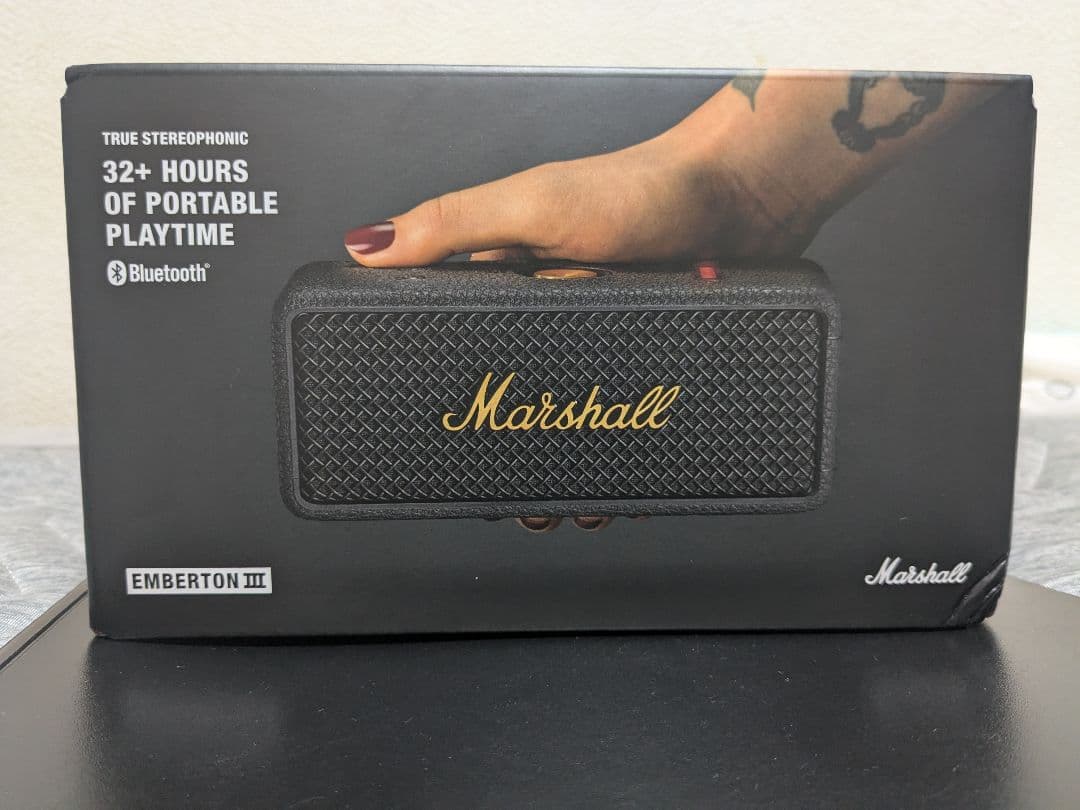 TRUE STEREOPHONIC
32+ HOURS
OF PORTABLE
PLAYTIME
Bluetooth®
Marshall
EMBERTON III
Marshall